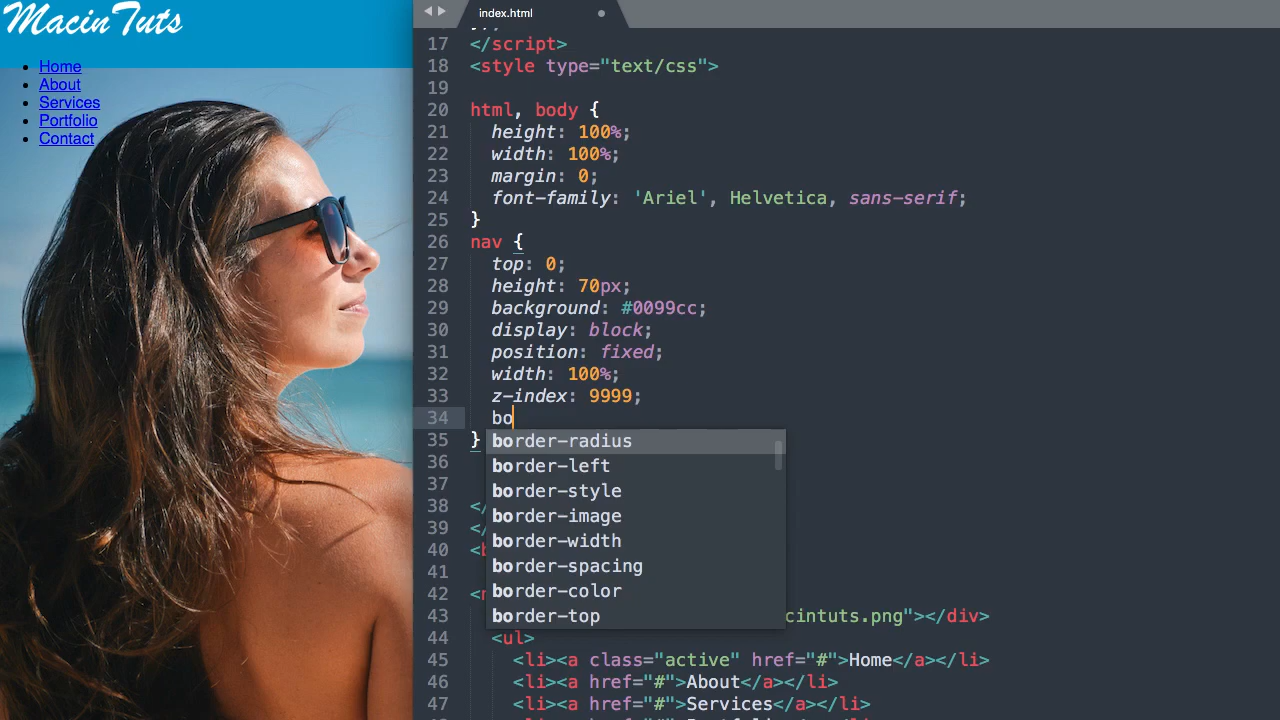 MacinTuts
Home
About
Services
Portfolio
Contact
index.html
17 </script>
18 <style type="text/css">
19
20 html, body {
21 height: 100%;
22 width: 100%;
23 margin: 0;
24 font-family: 'Ariel', Helvetica, sans-serif;
25 }
26 nav {
27 top: 0;
28 height: 70px;
29 background: #0099cc;
30 display: block;
31 position: fixed;
32 width: 100%;
33 z-index: 9999;
34 bo
35 }
border-radius
border-left
border-style
border-image
border-width
border-spacing
border-color
border-top
36
37
38 </
39 </
40 <b
41
42 <n
43 cintuts.png"></div>
44 <ul>
45 <li><a class="active" href="#">Home</a></li>
46 <li><a href="#">About</a></li>
47 <li><a href="#">Services</a></li>